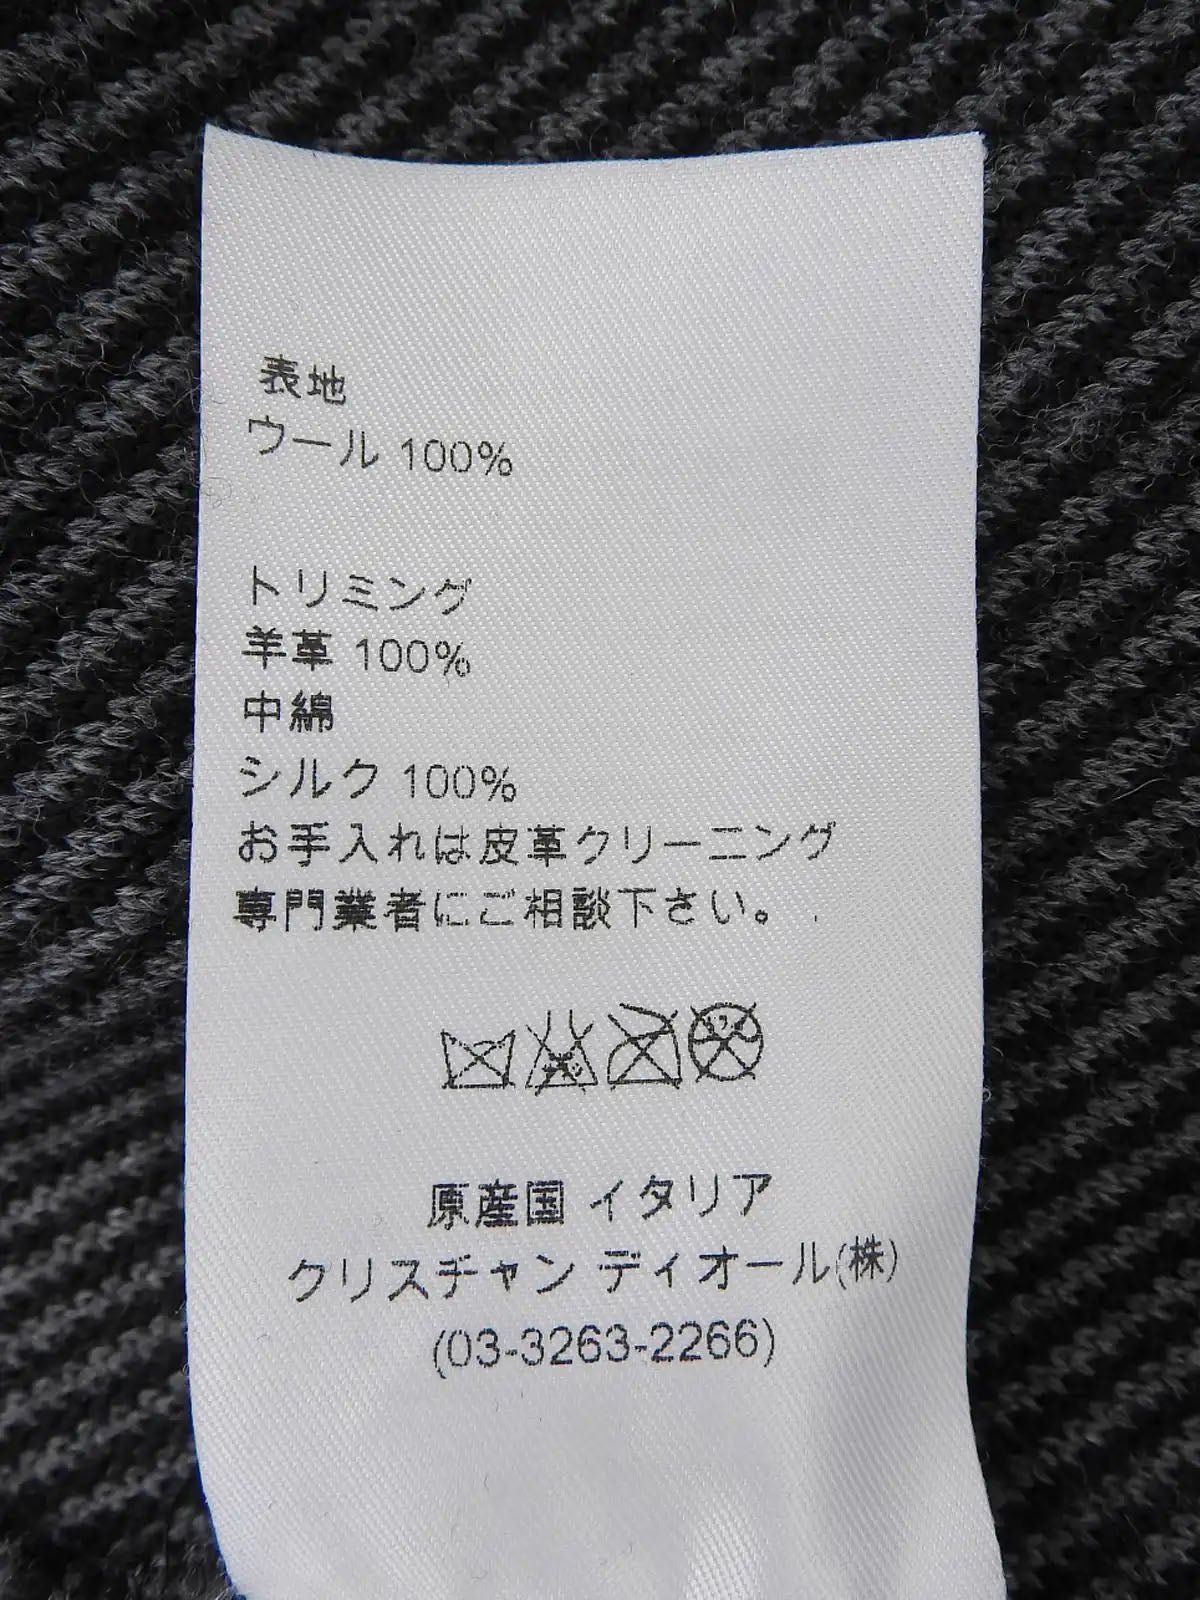 表地
ウール 100%
トリミング
羊革 100%
中綿
シルク 100%
お手入れは皮革クリーニング
専門業者にご相談下さい。
原産国 イタリア
クリスチャン ディオール(株)
(03-3263-2266)